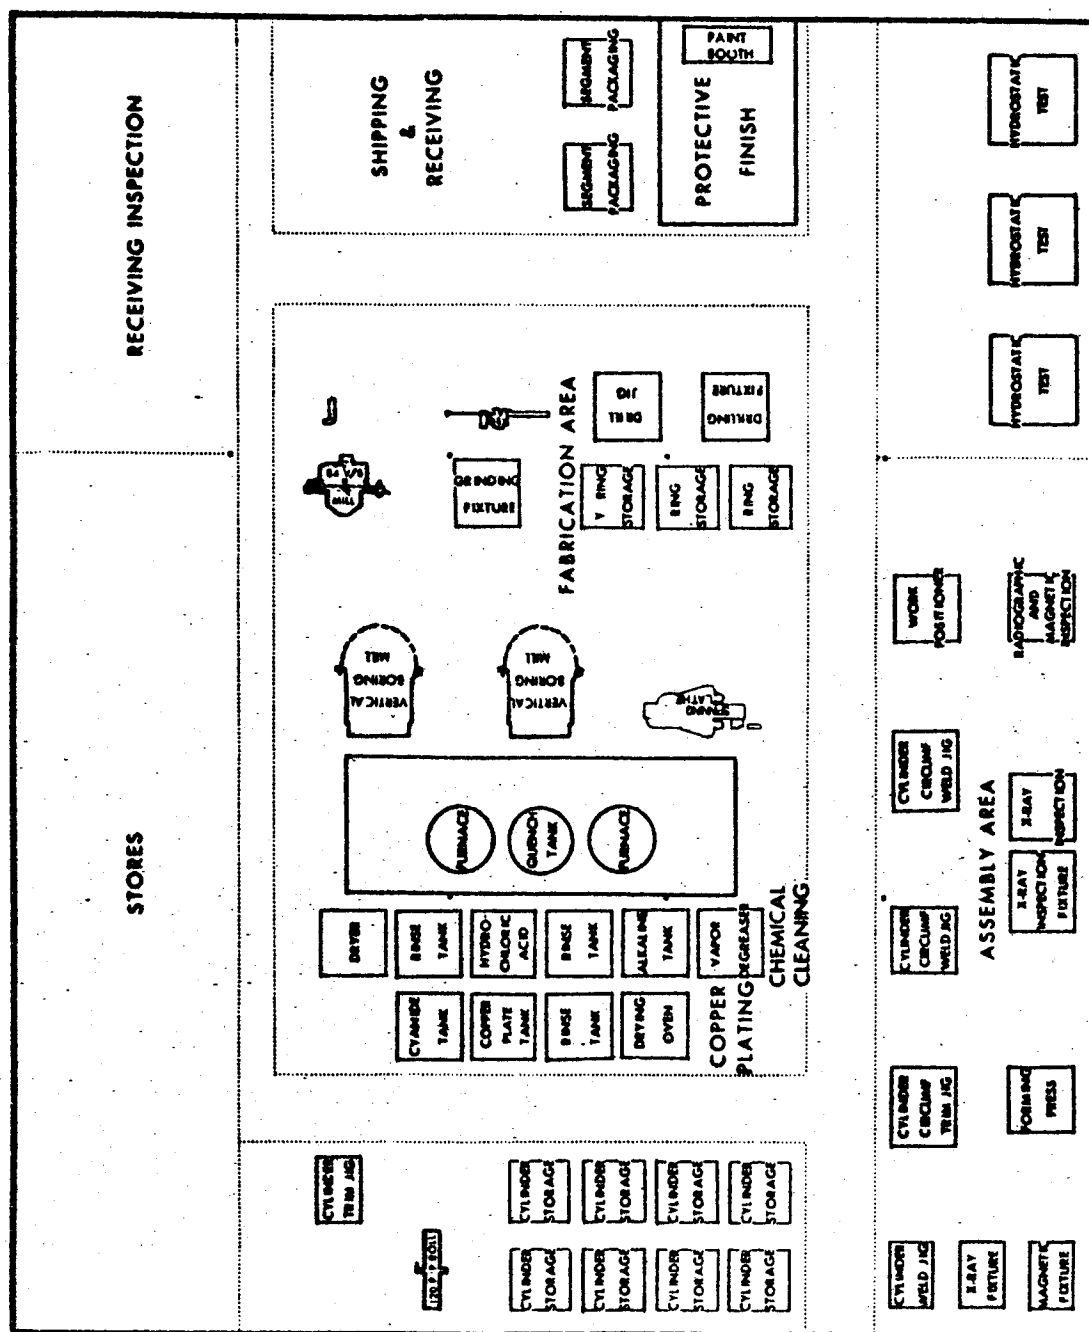 RECEIVING INSPECTION
STORES
SHIPPING
&
RECEIVING
SEGMENT
PACKAGING
SEGMENT
PACKAGING
PAINT
BOOTH
PROTECTIVE
FINISH
HYDROSTATIC
TEST
HYDROSTATIC
TEST
HYDROSTATIC
TEST
FABRICATION AREA
GRINDING
FIXTURE
DRILL
JIG
DRILLING
FIXTURE
Y RING
STORAGE
RING
STORAGE
RING
STORAGE
VERTICAL
BORING
MILL
VERTICAL
BORING
MILL
SPINNING
LATHE
FURNACE
QUENCH
TANK
FURNACE
DRYER
RINSE
TANK
HYDRO-
CHLORIC
ACID
RINSE
TANK
ALKALINE
TANK
VAPOR
DEGREASER
CHEMICAL
CLEANING
CYANIDE
TANK
COPPER
PLATE
TANK
RINSE
TANK
DRYING
OVEN
COPPER
PLATING
CYLINDER
TRIM JIG
CYLINDER
STORAGE
CYLINDER
STORAGE
CYLINDER
STORAGE
CYLINDER
STORAGE
CYLINDER
STORAGE
CYLINDER
STORAGE
CYLINDER
STORAGE
CYLINDER
STORAGE
WORK
POSITIONER
RADIOGRAPHIC
AND
MAGNETIC
INSPECTION
CYLINDER
CIRCUMF
WELD JIG
ASSEMBLY AREA
X-RAY
INSPECTION
X-RAY
INSPECTION
FIXTURE
CYLINDER
CIRCUMF
WELD JIG
CYLINDER
CIRCUMF
TRIM JIG
FORMING
PRESS
CYLINDER
WELD JIG
X-RAY
FIXTURE
MAGNETIC
FIXTURE